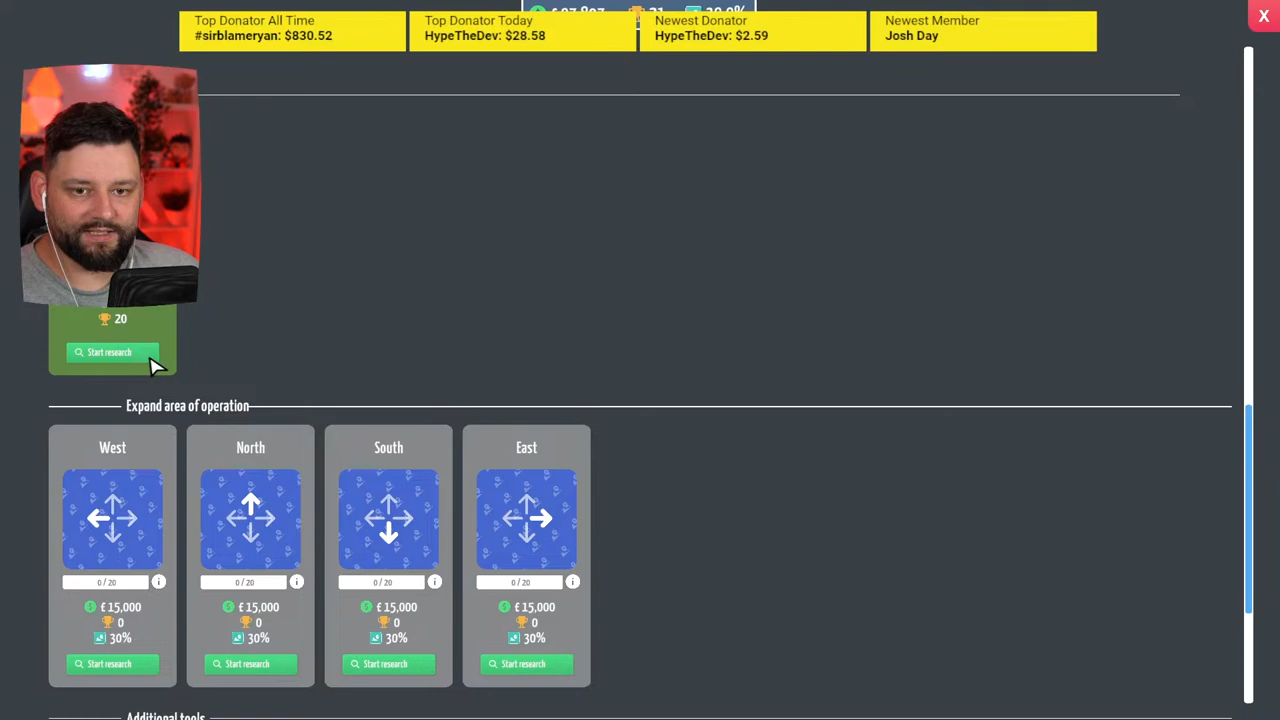 Top Donator All Time
#sirblameryan: $830.52
Top Donator Today
HypeTheDev: $28.58
Newest Donator
HypeTheDev: $2.59
Newest Member
Josh Day
X
20
Start research
Expand area of operation
West
North
South
East
0 / 20
0 / 20
0 / 20
0 / 20
£ 15,000
£ 15,000
£ 15,000
£ 15,000
0
0
0
0
30%
30%
30%
30%
Start research
Start research
Start research
Start research
Additional tools